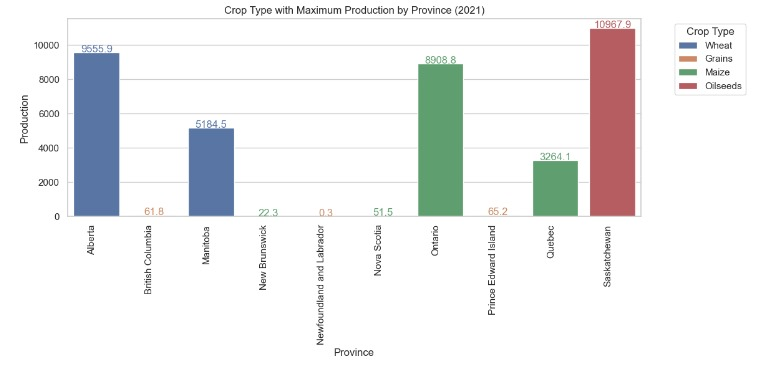 Crop Type with Maximum Production by Province (2021)
Production
10000
8000
6000
4000
2000
0
9555.9
61.8
5184.5
22.3
0.3
51.5
8908.8
65.2
3264.1
10967.9
Alberta
British Columbia
Manitoba
New Brunswick
Newfoundland and Labrador
Nova Scotia
Ontario
Prince Edward Island
Quebec
Saskatchewan
Province
Crop Type
Wheat
Grains
Maize
Oilseeds